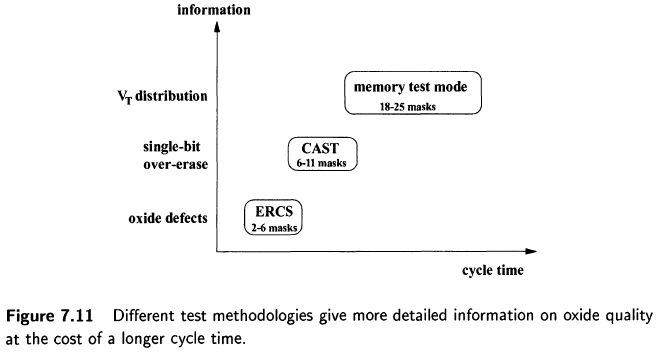 information
V_T distribution
memory test mode
18-25 masks
single-bit
over-erase
CAST
6-11 masks
oxide defects
ERCS
2-6 masks
cycle time
Figure 7.11 Different test methodologies give more detailed information on oxide quality
at the cost of a longer cycle time.